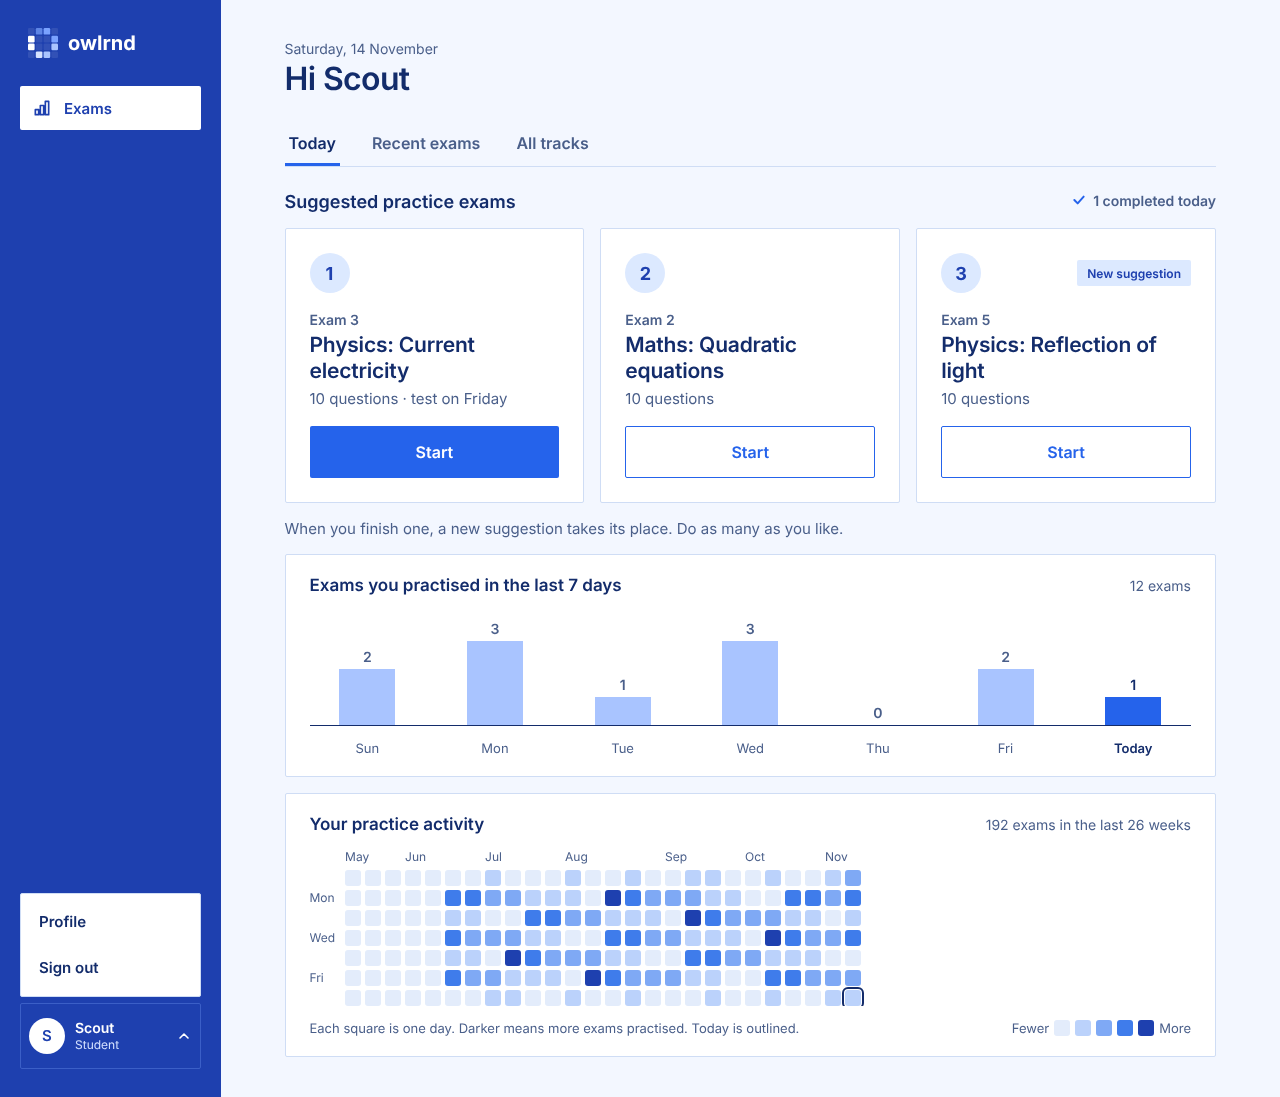 owlrnd
Exams
Saturday, 14 November
Hi Scout
Today
Recent exams
All tracks
Suggested practice exams
1 completed today
1
Exam 3
Physics: Current
electricity
10 questions · test on Friday
Start
2
Exam 2
Maths: Quadratic
equations
10 questions
Start
3
New suggestion
Exam 5
Physics: Reflection of
light
10 questions
Start
When you finish one, a new suggestion takes its place. Do as many as you like.
Exams you practised in the last 7 days
12 exams
2
3
1
3
0
2
1
Sun
Mon
Tue
Wed
Thu
Fri
Today
Your practice activity
192 exams in the last 26 weeks
May
Jun
Jul
Aug
Sep
Oct
Nov
Mon
Wed
Fri
Each square is one day. Darker means more exams practised. Today is outlined.
Fewer
More
Profile
Sign out
S
Scout
Student